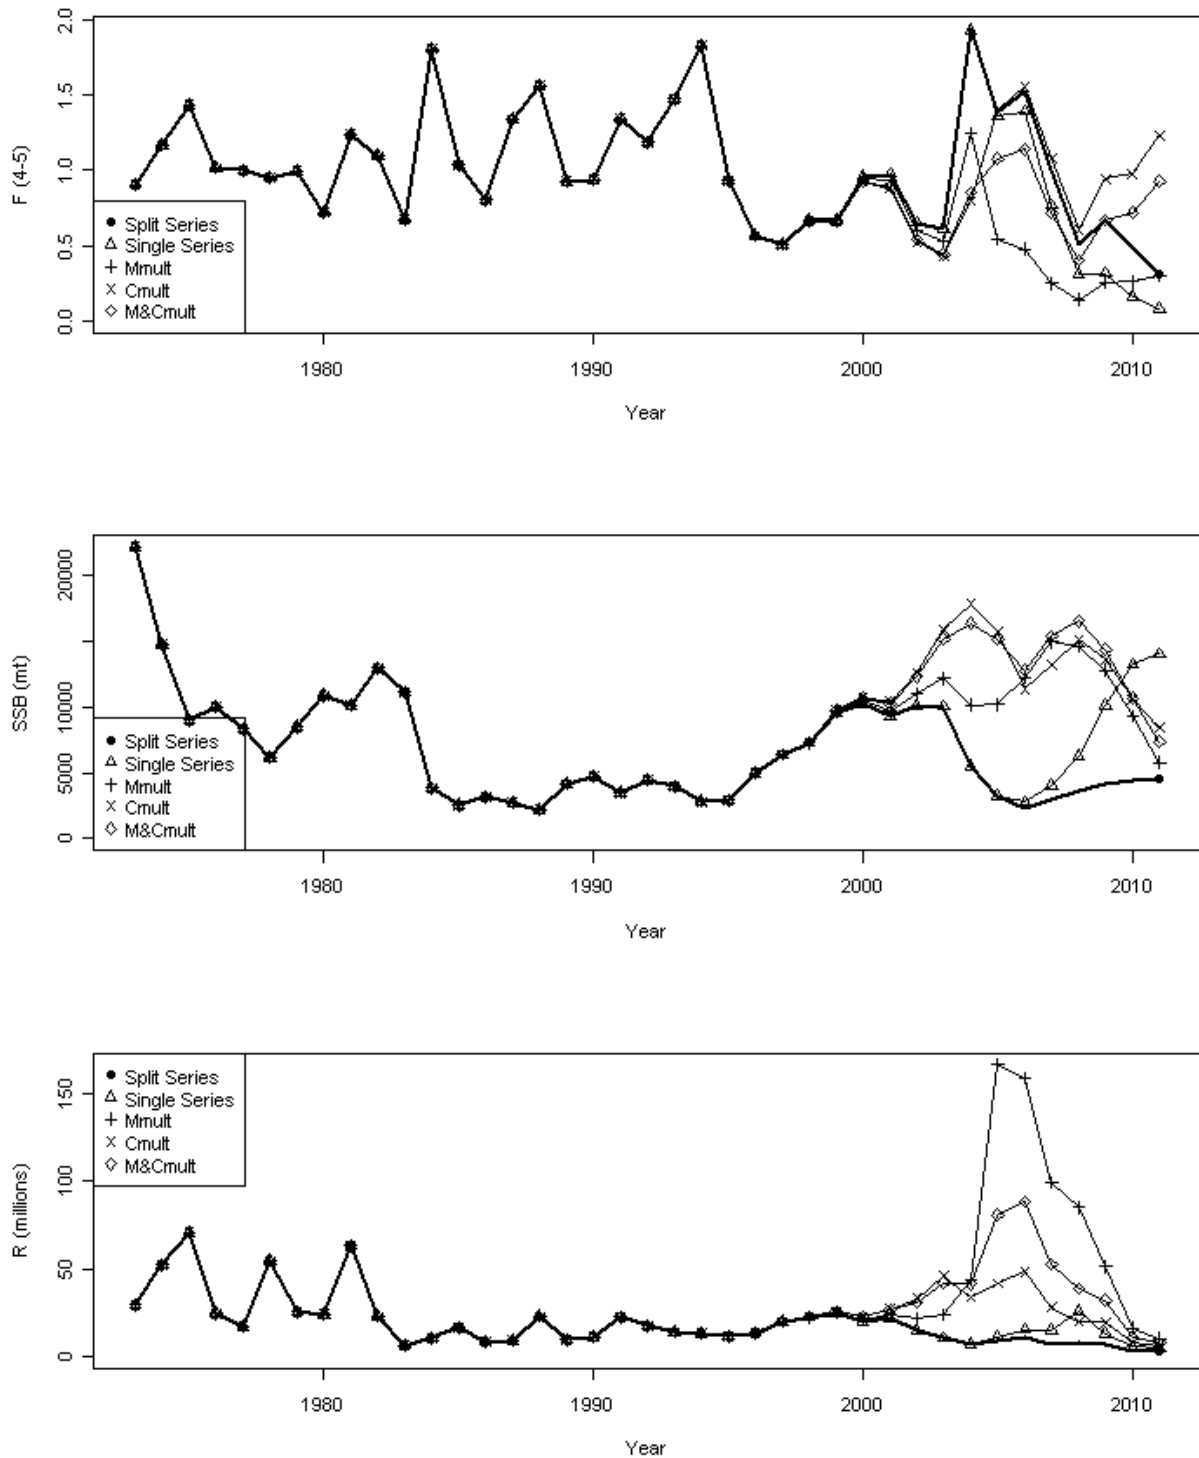 F (4-5)
2.0
1.5
1.0
0.5
0.0
Split Series
Single Series
Mmult
Cmult
M&Cmult
1980 1990 2000 2010
Year
SSB (mt)
20000
10000
5000
0
Split Series
Single Series
Mmult
Cmult
M&Cmult
1980 1990 2000 2010
Year
R (millions)
150
100
50
0
Split Series
Single Series
Mmult
Cmult
M&Cmult
1980 1990 2000 2010
Year